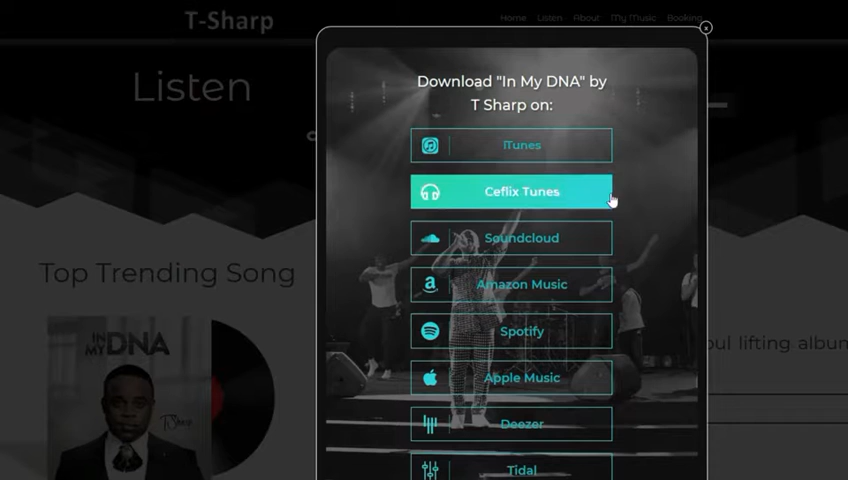 T-Sharp
Home Listen About My Music Booking
x
Listen
Download "In My DNA" by
T Sharp on:
iTunes
Ceflix Tunes
Soundcloud
Amazon Music
Spotify
Apple Music
Deezer
Tidal
Top Trending Song
IN
MY DNA
TSharp
oul lifting album